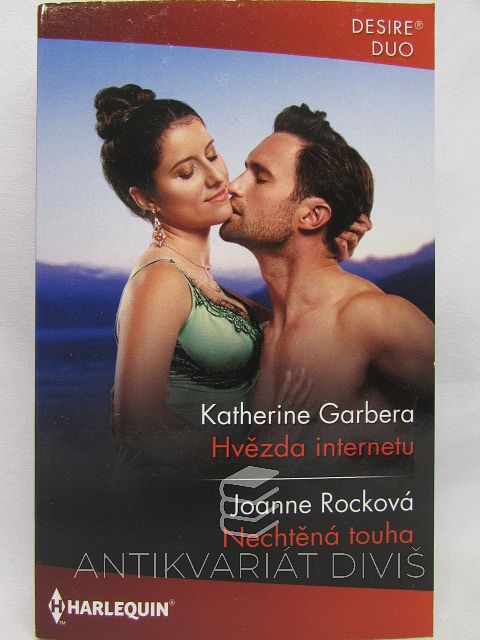 DESIRE®
DUO
Katherine Garbera
Hvězda internetu
Joanne Rocková
Nechtěná touha
ANTIKVARIÁT DIVIŠ
H HARLEQUIN®